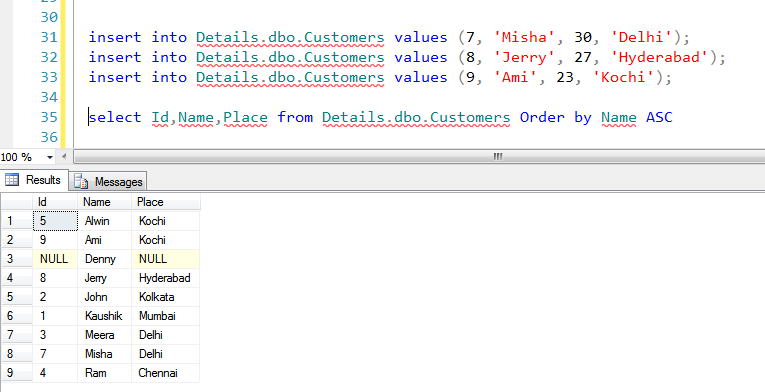 30
31 insert into Details.dbo.Customers values (7, 'Misha', 30, 'Delhi');
32 insert into Details.dbo.Customers values (8, 'Jerry', 27, 'Hyderabad');
33 insert into Details.dbo.Customers values (9, 'Ami', 23, 'Kochi');
34
35 select Id,Name,Place from Details.dbo.Customers Order by Name ASC
36
100 %
Results Messages
Id Name Place
1 5 Alwin Kochi
2 9 Ami Kochi
3 NULL Denny NULL
4 8 Jerry Hyderabad
5 2 John Kolkata
6 1 Kaushik Mumbai
7 3 Meera Delhi
8 7 Misha Delhi
9 4 Ram Chennai